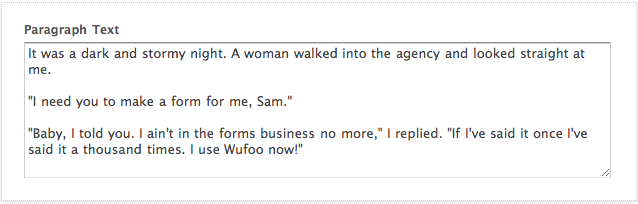 Paragraph Text
It was a dark and stormy night. A woman walked into the agency and looked straight at
me.
"I need you to make a form for me, Sam."
"Baby, I told you. I ain't in the forms business no more," I replied. "If I've said it once I've
said it a thousand times. I use Wufoo now!"